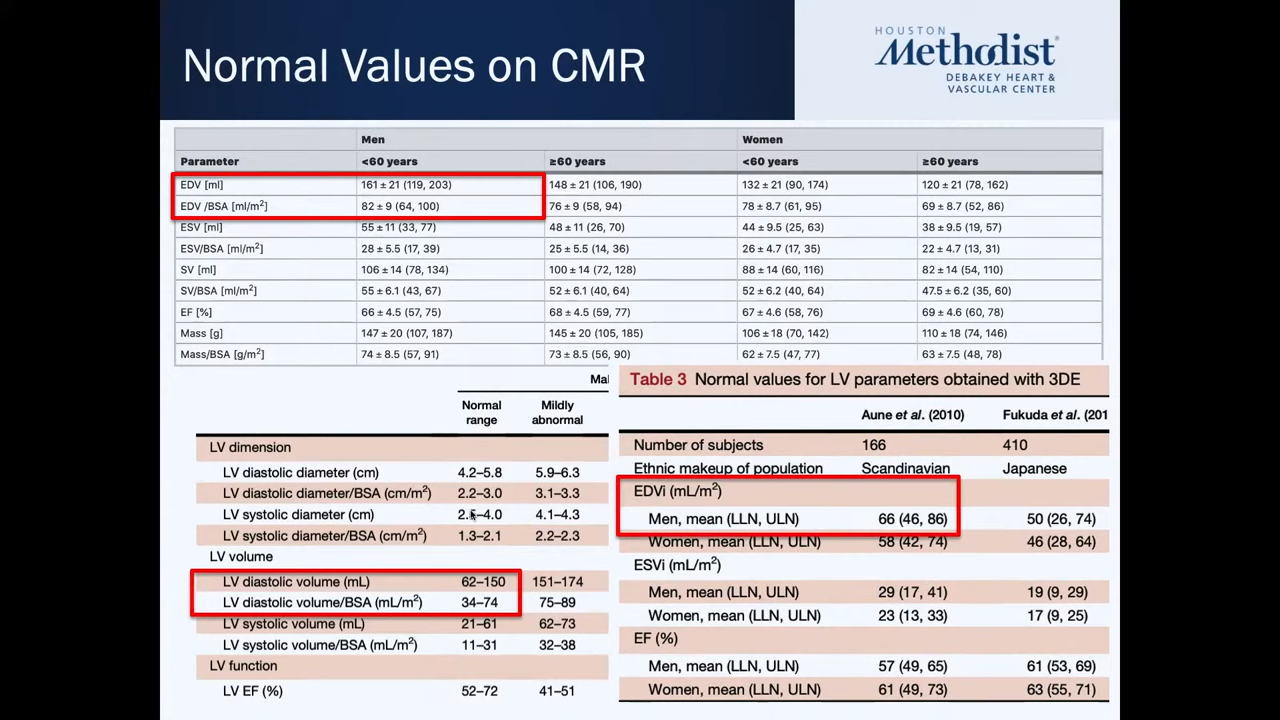 Normal Values on CMR
HOUSTON
Methodist
DEBAKEY HEART &
VASCULAR CENTER
Men Women
Parameter <60 years ≥60 years <60 years ≥60 years
EDV [ml] 161 ± 21 (119, 203) 148 ± 21 (106, 190) 132 ± 21 (90, 174) 120 ± 21 (78, 162)
EDV /BSA [ml/m²] 82 ± 9 (64, 100) 76 ± 9 (58, 94) 78 ± 8.7 (61, 95) 69 ± 8.7 (52, 86)
ESV [ml] 55 ± 11 (33, 77) 48 ± 11 (26, 70) 44 ± 9.5 (25, 63) 38 ± 9.5 (19, 57)
ESV/BSA [ml/m²] 28 ± 5.5 (17, 39) 25 ± 5.5 (14, 36) 26 ± 4.7 (17, 35) 22 ± 4.7 (13, 31)
SV [ml] 106 ± 14 (78, 134) 100 ± 14 (72, 128) 88 ± 14 (60, 116) 82 ± 14 (54, 110)
SV/BSA [ml/m²] 55 ± 6.1 (43, 67) 52 ± 6.1 (40, 64) 52 ± 6.2 (40, 64) 47.5 ± 6.2 (35, 60)
EF [%] 66 ± 4.5 (57, 75) 68 ± 4.5 (59, 77) 67 ± 4.6 (58, 76) 69 ± 4.6 (60, 78)
Mass [g] 147 ± 20 (107, 187) 145 ± 20 (105, 185) 106 ± 18 (70, 142) 110 ± 18 (74, 146)
Mass/BSA [g/m²] 74 ± 8.5 (57, 91) 73 ± 8.5 (56, 90) 62 ± 7.5 (47, 77) 63 ± 7.5 (48, 78)
Normal Mildly
range abnormal
LV dimension
LV diastolic diameter (cm) 4.2–5.8 5.9–6.3
LV diastolic diameter/BSA (cm/m²) 2.2–3.0 3.1–3.3
LV systolic diameter (cm) 4.1–4.3
LV systolic diameter/BSA (cm/m²) 1.3–2.1 2.2–2.3
LV volume
LV diastolic volume (mL) 62–150 151–174
LV diastolic volume/BSA (mL/m²) 34–74 75–89
LV systolic volume (mL) 21–61 62–73
LV systolic volume/BSA (mL/m²) 11–31 32–38
LV function
LV EF (%) 52–72 41–51
Table 3 Normal values for LV parameters obtained with 3DE
Aune et al. (2010) Fukuda et al. (201
Number of subjects 166 410
Ethnic makeup of population Scandinavian Japanese
EDVi (mL/m²)
Men, mean (LLN, ULN) 66 (46, 86) 50 (26, 74)
Women, mean (LLN, ULN) 58 (42, 74) 46 (28, 64)
ESVi (mL/m²)
Men, mean (LLN, ULN) 29 (17, 41) 19 (9, 29)
Women, mean (LLN, ULN) 23 (13, 33) 17 (9, 25)
EF (%)
Men, mean (LLN, ULN) 57 (49, 65) 61 (53, 69)
Women, mean (LLN, ULN) 61 (49, 73) 63 (55, 71)